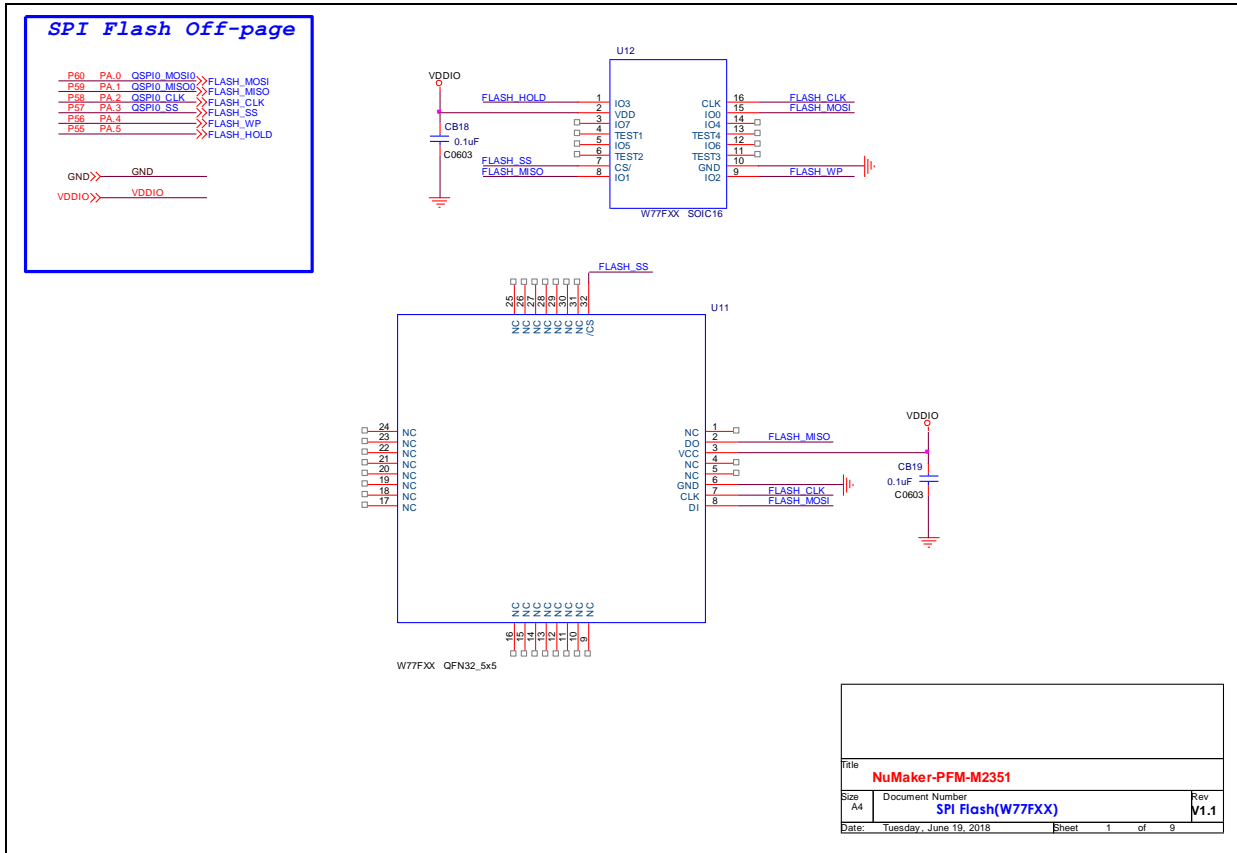 SPI Flash Off-page
P60 PA.0 QSPI0_MOSI0 FLASH_MOSI
P59 PA.1 QSPI0_MISO0 FLASH_MISO
P58 PA.2 QSPI0_CLK FLASH_CLK
P57 PA.3 QSPI0_SS FLASH_SS
P56 PA.4 FLASH_WP
P55 PA.5 FLASH_HOLD
GND GND
VDDIO VDDIO
U12
VDDIO
CB18
0.1uF
C0603
FLASH_HOLD 1 IO3 CLK 16 FLASH_CLK
2 VDD IO0 15 FLASH_MOSI
3 IO7 IO4 14
4 TEST1 TEST4 13
5 IO5 IO6 12
6 TEST2 TEST3 11
FLASH_SS 7 CS/ GND 10
FLASH_MISO 8 IO1 IO2 9 FLASH_WP
W77FXX SOIC16
FLASH_SS
25 26 27 28 29 30 31 32
NC NC NC NC NC NC NC /CS
U11
24 NC
23 NC
22 NC
21 NC
20 NC
19 NC
18 NC
17 NC
NC 1
DO 2 FLASH_MISO
VCC 3
NC 4
NC 5
GND 6
CLK 7 FLASH_CLK
DI 8 FLASH_MOSI
VDDIO
CB19
0.1uF
C0603
NC NC NC NC NC NC NC NC
16 15 14 13 12 11 10 9
W77FXX QFN32_5x5
Title
NuMaker-PFM-M2351
Size Document Number Rev
A4 SPI Flash(W77FXX) V1.1
Date: Tuesday, June 19, 2018 Sheet 1 of 9